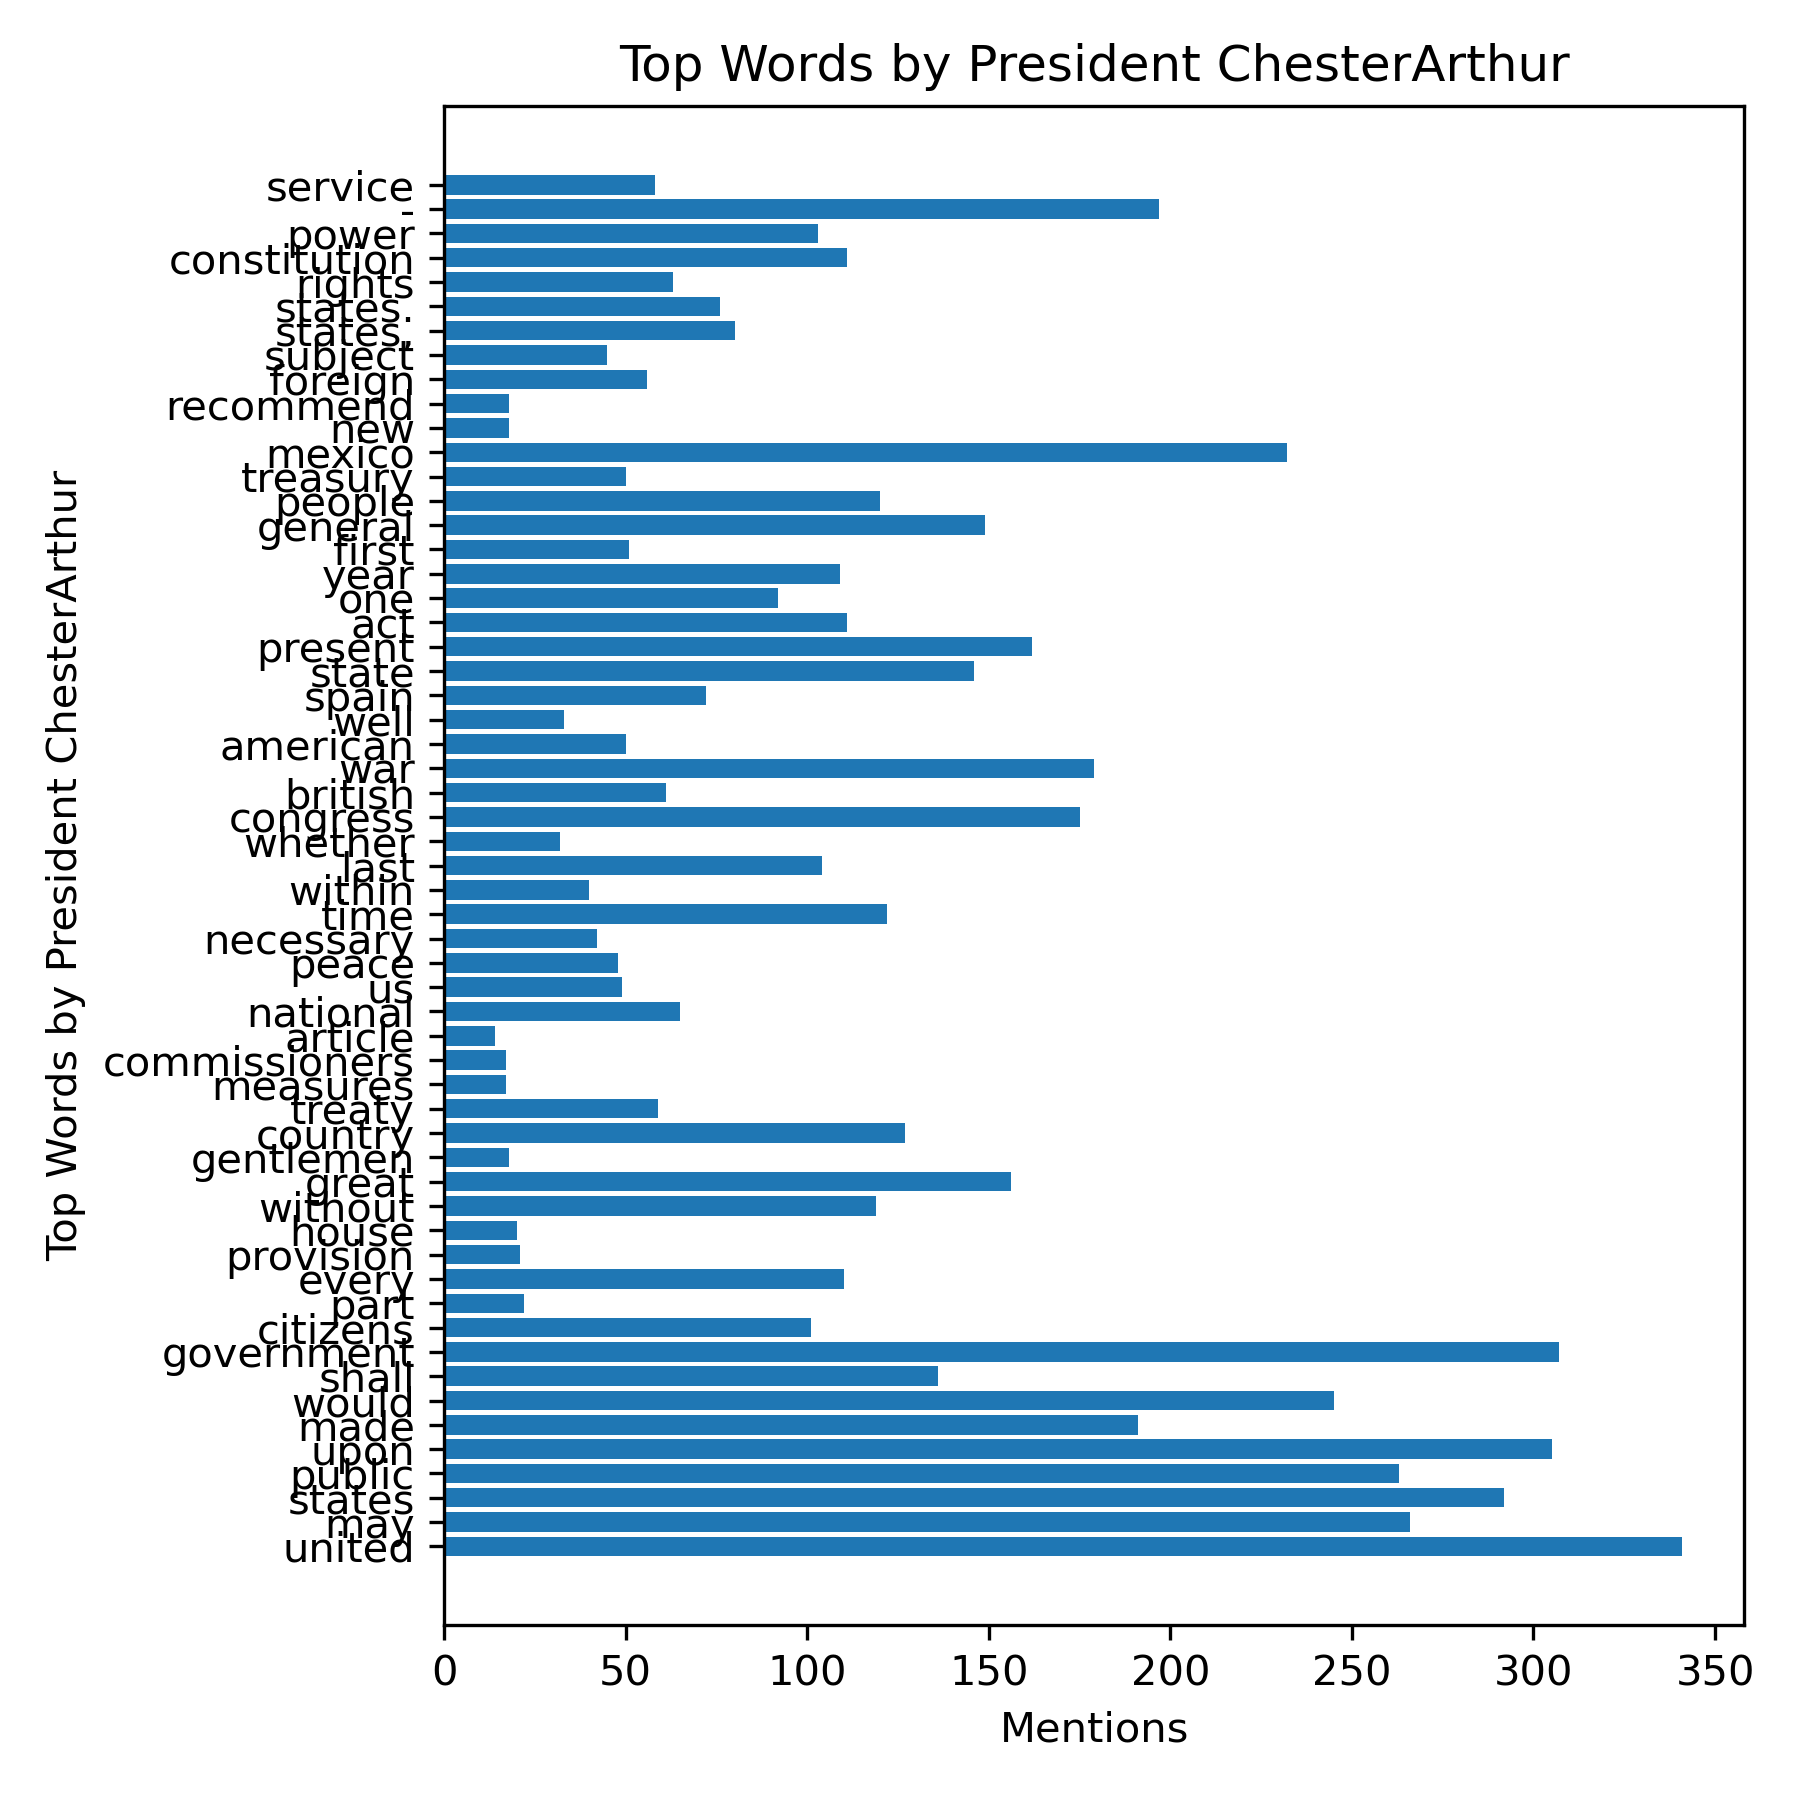 Top Words by President ChesterArthur
Top Words by President ChesterArthur
service
-
power
constitution
rights
states.
states,
subject
foreign
recommend
new
mexico
treasury
people
general
first
year
one
act
present
state
spain
well
american
war
british
congress
whether
last
within
time
necessary
peace
us
national
article
commissioners
measures
treaty
country
gentlemen
great
without
house
provision
every
part
citizens
government
shall
would
made
upon
public
states
may
united
0 50 100 150 200 250 300 350
Mentions